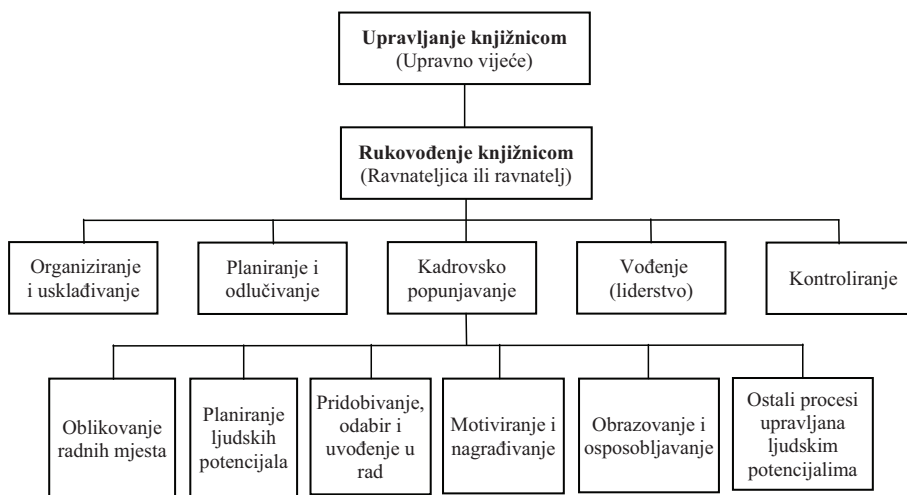 Upravljanje knjižnicom
(Upravno vijeće)
Rukovođenje knjižnicom
(Ravnateljica ili ravnatelj)
Organiziranje
i usklađivanje
Planiranje i
odlučivanje
Kadrovsko
popunjavanje
Vođenje
(liderstvo)
Kontroliranje
Oblikovanje
radnih mjesta
Planiranje
ljudskih
potencijala
Pridobivanje,
odabir i
uvođenje u
rad
Motiviranje i
nagrađivanje
Obrazovanje i
osposobljavanje
Ostali procesi
upravljana
ljudskim
potencijalima